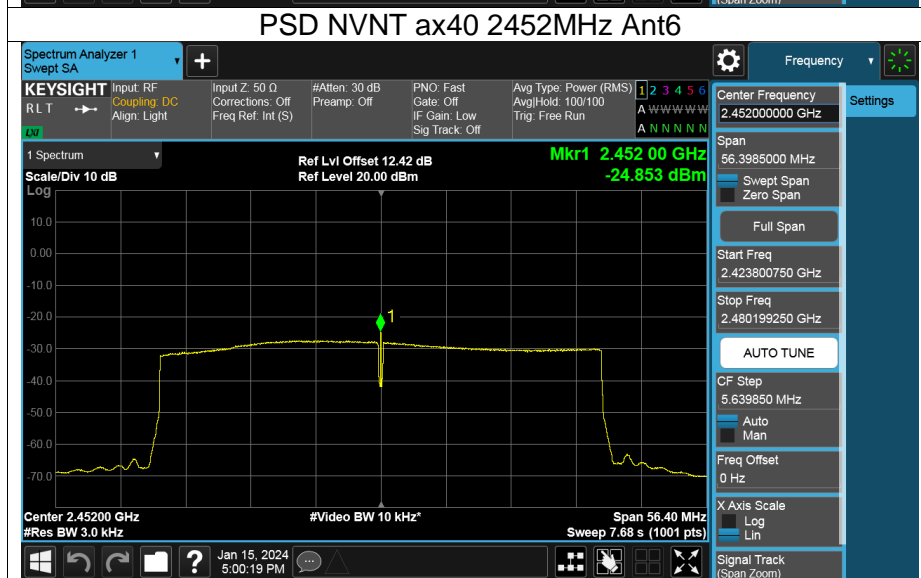 (Span Zoom)
PSD NVNT ax40 2452MHz Ant6
Spectrum Analyzer 1
Swept SA
+
Frequency
KEYSIGHT
RLT
LXI
Input: RF
Coupling: DC
Align: Light
Input Z: 50 Ω
Corrections: Off
Freq Ref: Int (S)
#Atten: 30 dB
Preamp: Off
PNO: Fast
Gate: Off
IF Gain: Low
Sig Track: Off
Avg Type: Power (RMS)
Avg|Hold: 100/100
Trig: Free Run
1 2 3 4 5 6
A W W W W W
A N N N N N
1 Spectrum
Scale/Div 10 dB
Log
Ref Lvl Offset 12.42 dB
Ref Level 20.00 dBm
Mkr1 2.452 00 GHz
-24.853 dBm
10.0
0.00
-10.0
-20.0
-30.0
-40.0
-50.0
-60.0
-70.0
1
Center 2.45200 GHz
#Res BW 3.0 kHz
#Video BW 10 kHz*
Span 56.40 MHz
Sweep 7.68 s (1001 pts)
Center Frequency
2.452000000 GHz
Settings
Span
56.3985000 MHz
Swept Span
Zero Span
Full Span
Start Freq
2.423800750 GHz
Stop Freq
2.480199250 GHz
AUTO TUNE
CF Step
5.639850 MHz
Auto
Man
Freq Offset
0 Hz
X Axis Scale
Log
Lin
Signal Track
(Span Zoom)
?
Jan 15, 2024
5:00:19 PM